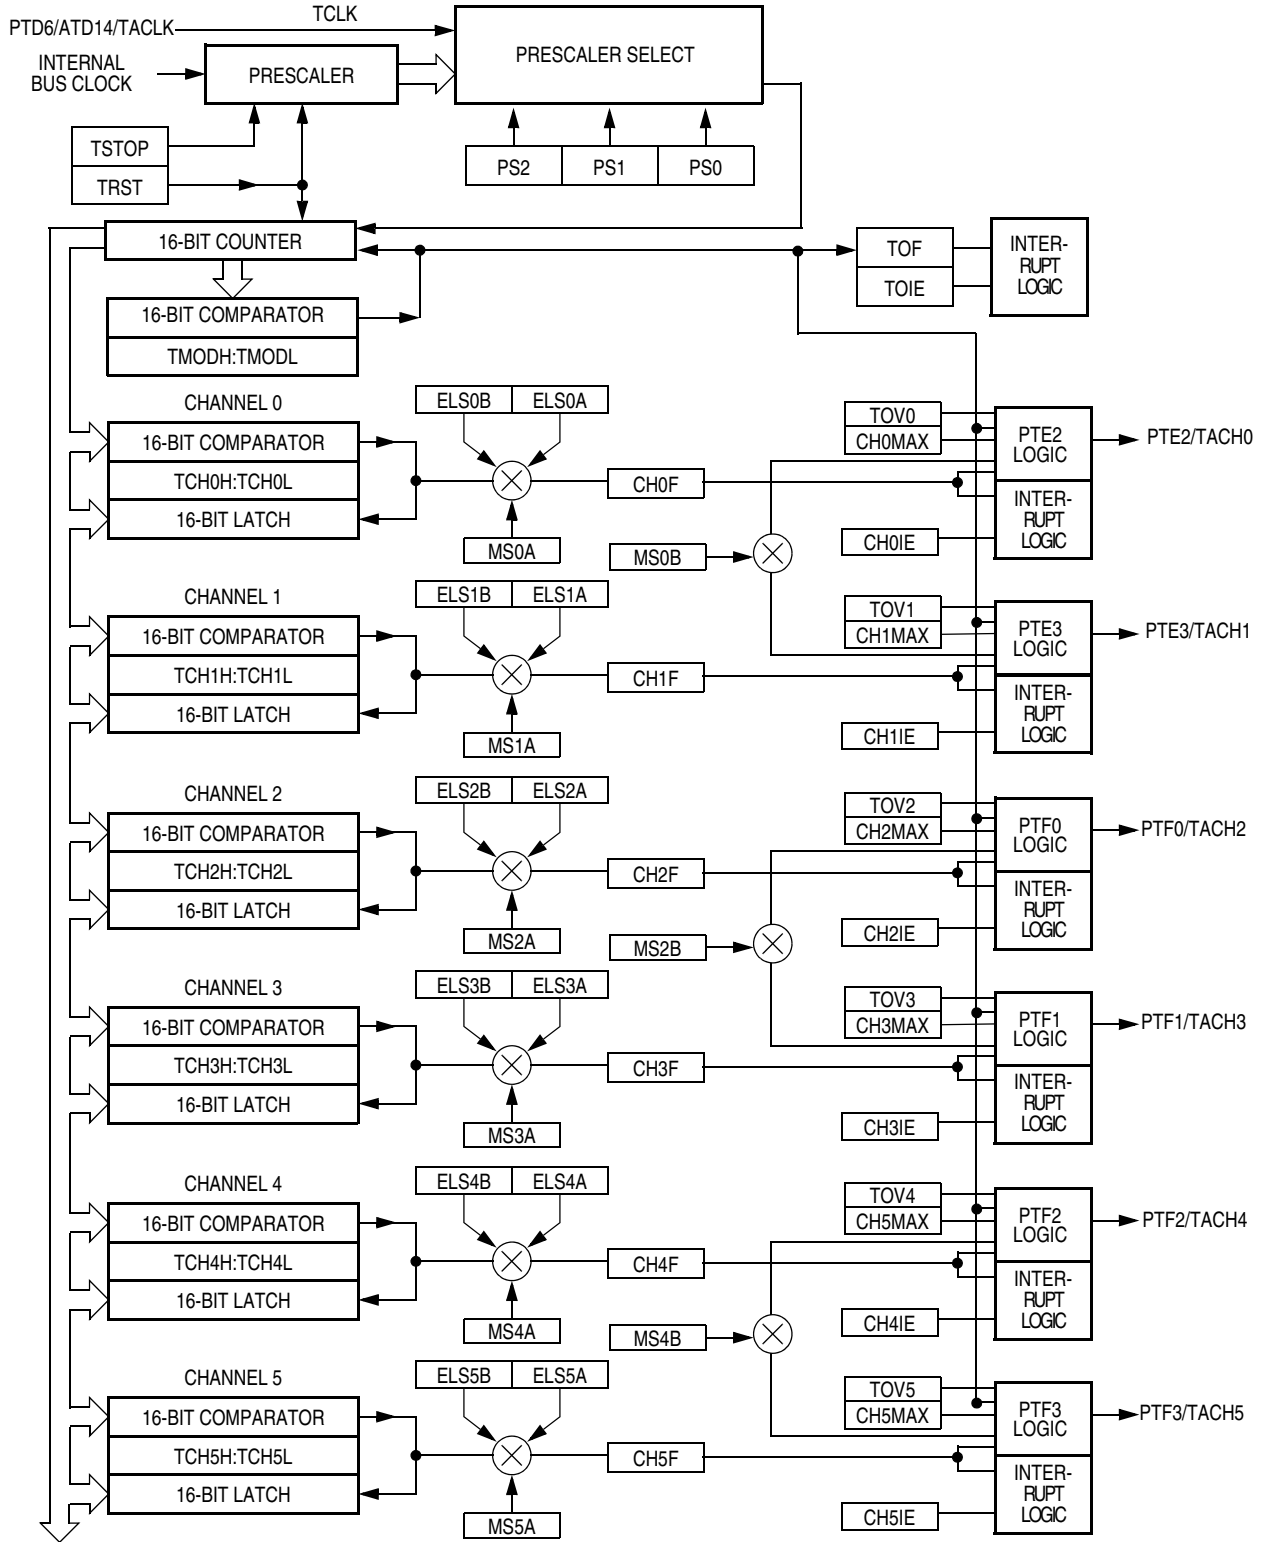 TCLK
PTD6/ATD14/TACLK
INTERNAL
BUS CLOCK
PRESCALER
PRESCALER SELECT
TSTOP
TRST
PS2
PS1
PS0
16-BIT COUNTER
16-BIT COMPARATOR
TMODH:TMODL
TOF
TOIE
INTER-
RUPT
LOGIC
CHANNEL 0
16-BIT COMPARATOR
TCH0H:TCH0L
16-BIT LATCH
ELS0B
ELS0A
MS0A
CH0F
MS0B
TOV0
CH0MAX
CH0IE
PTE2
LOGIC
INTER-
RUPT
LOGIC
PTE2/TACH0
CHANNEL 1
16-BIT COMPARATOR
TCH1H:TCH1L
16-BIT LATCH
ELS1B
ELS1A
MS1A
CH1F
TOV1
CH1MAX
CH1IE
PTE3
LOGIC
INTER-
RUPT
LOGIC
PTE3/TACH1
CHANNEL 2
16-BIT COMPARATOR
TCH2H:TCH2L
16-BIT LATCH
ELS2B
ELS2A
MS2A
CH2F
MS2B
TOV2
CH2MAX
CH2IE
PTF0
LOGIC
INTER-
RUPT
LOGIC
PTF0/TACH2
CHANNEL 3
16-BIT COMPARATOR
TCH3H:TCH3L
16-BIT LATCH
ELS3B
ELS3A
MS3A
CH3F
TOV3
CH3MAX
CH3IE
PTF1
LOGIC
INTER-
RUPT
LOGIC
PTF1/TACH3
CHANNEL 4
16-BIT COMPARATOR
TCH4H:TCH4L
16-BIT LATCH
ELS4B
ELS4A
MS4A
CH4F
MS4B
TOV4
CH5MAX
CH4IE
PTF2
LOGIC
INTER-
RUPT
LOGIC
PTF2/TACH4
CHANNEL 5
16-BIT COMPARATOR
TCH5H:TCH5L
16-BIT LATCH
ELS5B
ELS5A
MS5A
CH5F
TOV5
CH5MAX
CH5IE
PTF3
LOGIC
INTER-
RUPT
LOGIC
PTF3/TACH5